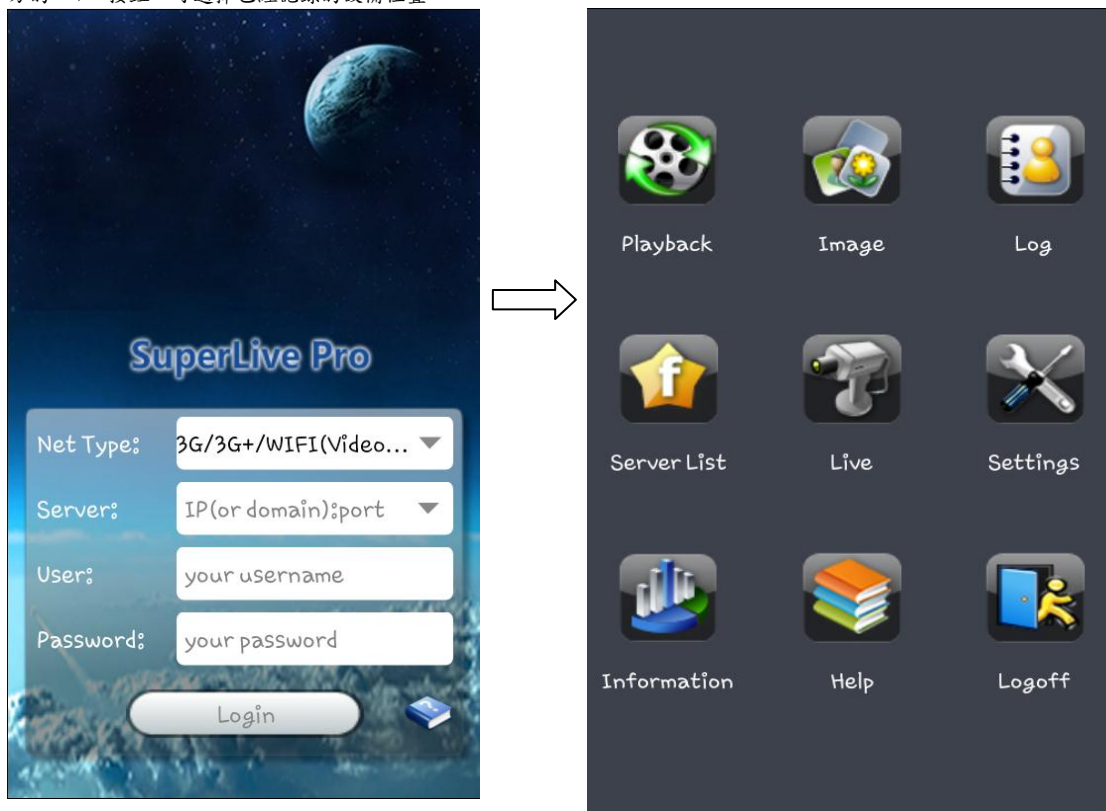 SuperLive Pro
Net Type:
3G/3G+/WIFI(Video...
Server:
IP(or domain):port
User:
your username
Password:
your password
Login
Playback
Image
Log
Server List
Live
Settings
Information
Help
Logoff